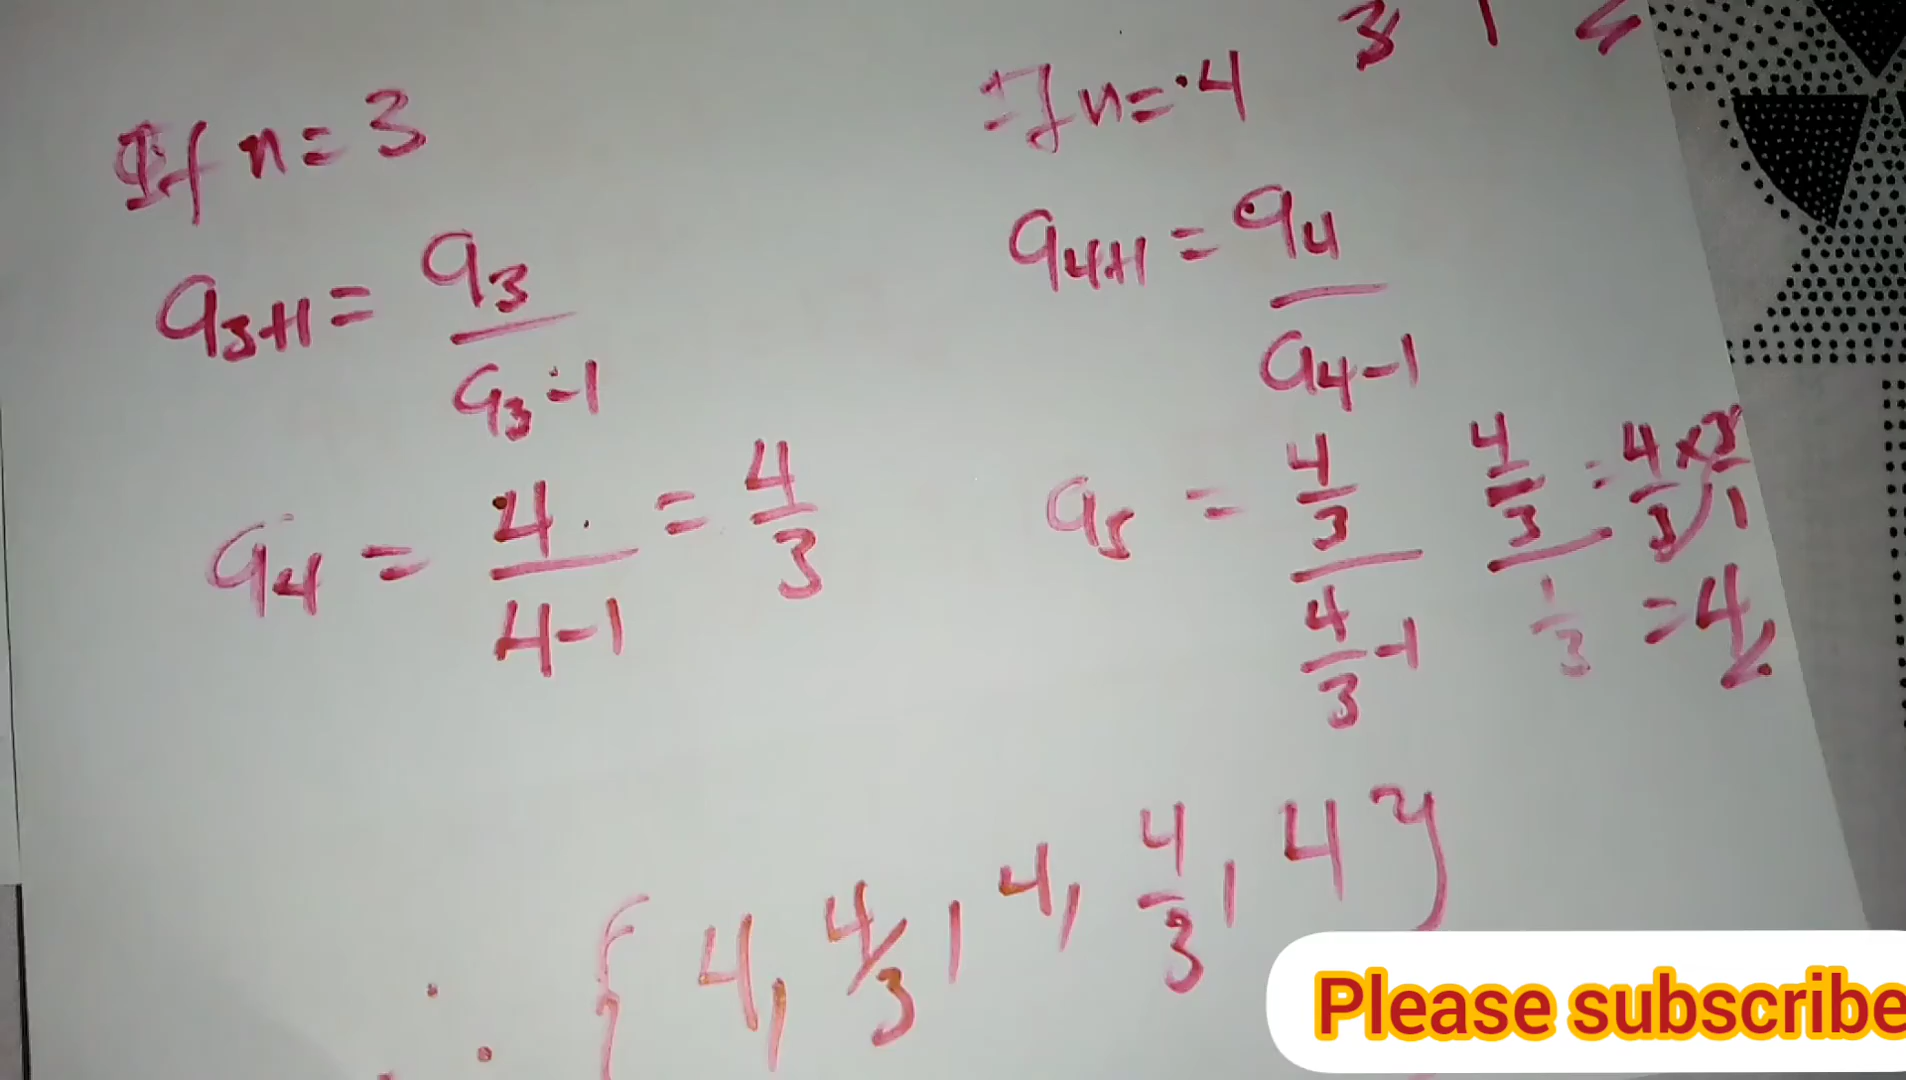 3 1
If n = 3
a3+1 = a3
a3 - 1
a4 = 4 = 4
4-1 3
If n = 4
a4+1 = a4
a4-1
a5 = 4/3 4/3 = 4/3 × 3/1
4/3 - 1 1/3 = 4
∴ { 4, 4/3, 4, 4/3, 4 }
Please subscribe